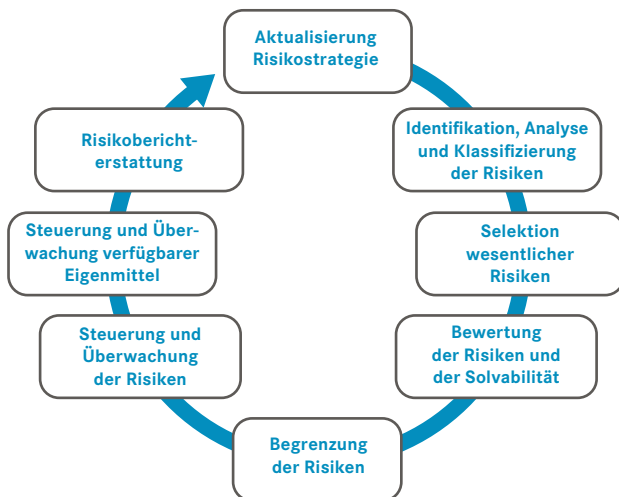 Aktualisierung
Risikostrategie
Identifikation, Analyse
und Klassifizierung
der Risiken
Selektion
wesentlicher
Risiken
Bewertung
der Risiken und
der Solvabilität
Begrenzung
der Risiken
Steuerung und
Überwachung
der Risiken
Steuerung und Über-
wachung verfügbarer
Eigenmittel
Risikobericht-
erstattung